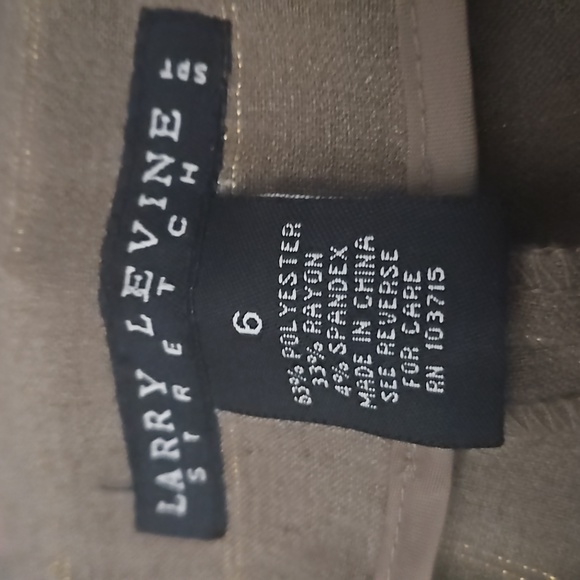 LARRY LEVINE
STRETCH
SPT
6
63% POLYESTER
33% RAYON
4% SPANDEX
MADE IN CHINA
SEE REVERSE
FOR CARE
RN 103715